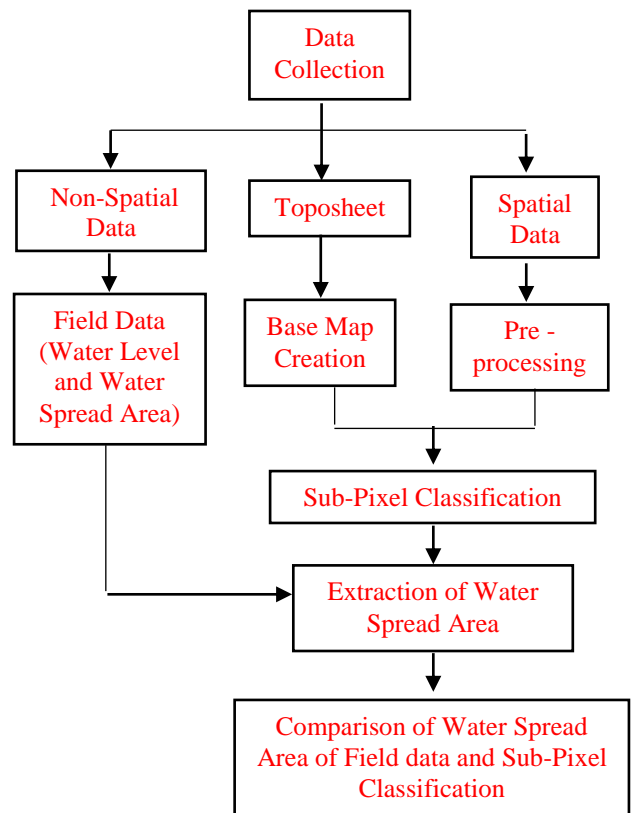 Data
Collection
Non-Spatial
Data
Toposheet
Spatial
Data
Field Data
(Water Level
and Water
Spread Area)
Base Map
Creation
Pre -
processing
Sub-Pixel Classification
Extraction of Water
Spread Area
Comparison of Water Spread
Area of Field data and Sub-Pixel
Classification